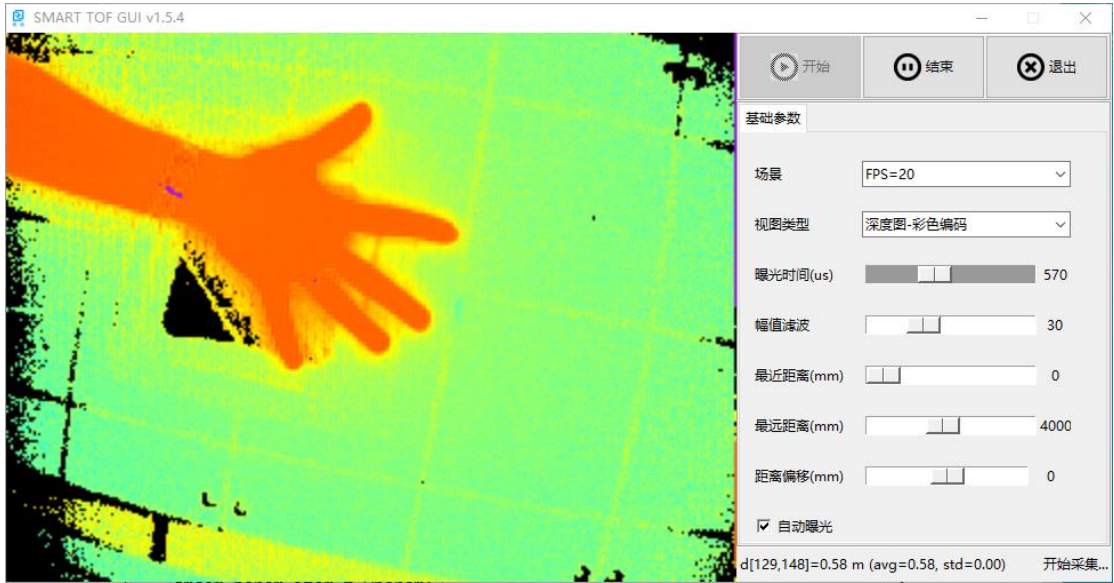 SMART TOF GUI v1.5.4
开始 结束 退出
基础参数
场景 FPS=20
视图类型 深度图-彩色编码
曝光时间(us) 570
幅值滤波 30
最近距离(mm) 0
最远距离(mm) 4000
距离偏移(mm) 0
自动曝光
d[129,148]=0.58 m (avg=0.58, std=0.00) 开始采集...